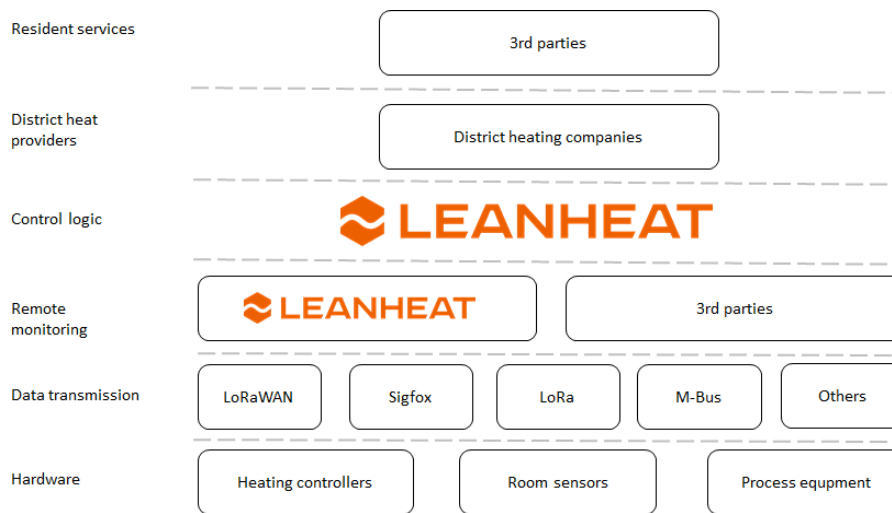 Resident services
3rd parties
District heat
providers
District heating companies
Control logic
LEANHEAT
Remote
monitoring
LEANHEAT
3rd parties
Data transmission
LoRaWAN
Sigfox
LoRa
M-Bus
Others
Hardware
Heating controllers
Room sensors
Process equpment